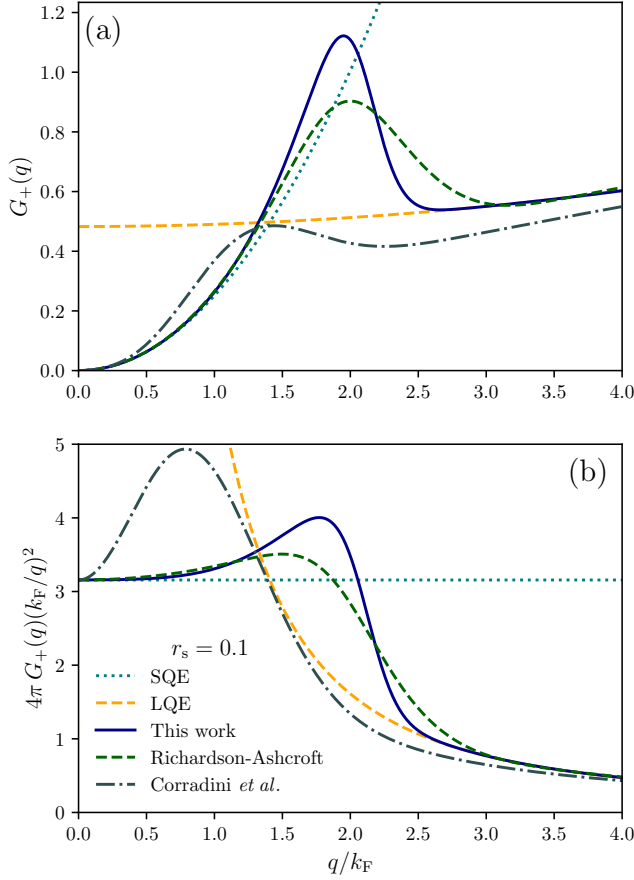 (a)
G₊(q)
1.2
1.0
0.8
0.6
0.4
0.2
0.0
0.0 0.5 1.0 1.5 2.0 2.5 3.0 3.5 4.0
(b)
4π G₊(q)(k_F/q)²
5
4
3
2
1
0
r_s = 0.1
SQE
LQE
This work
Richardson-Ashcroft
Corradini et al.
0.0 0.5 1.0 1.5 2.0 2.5 3.0 3.5 4.0
q/k_F